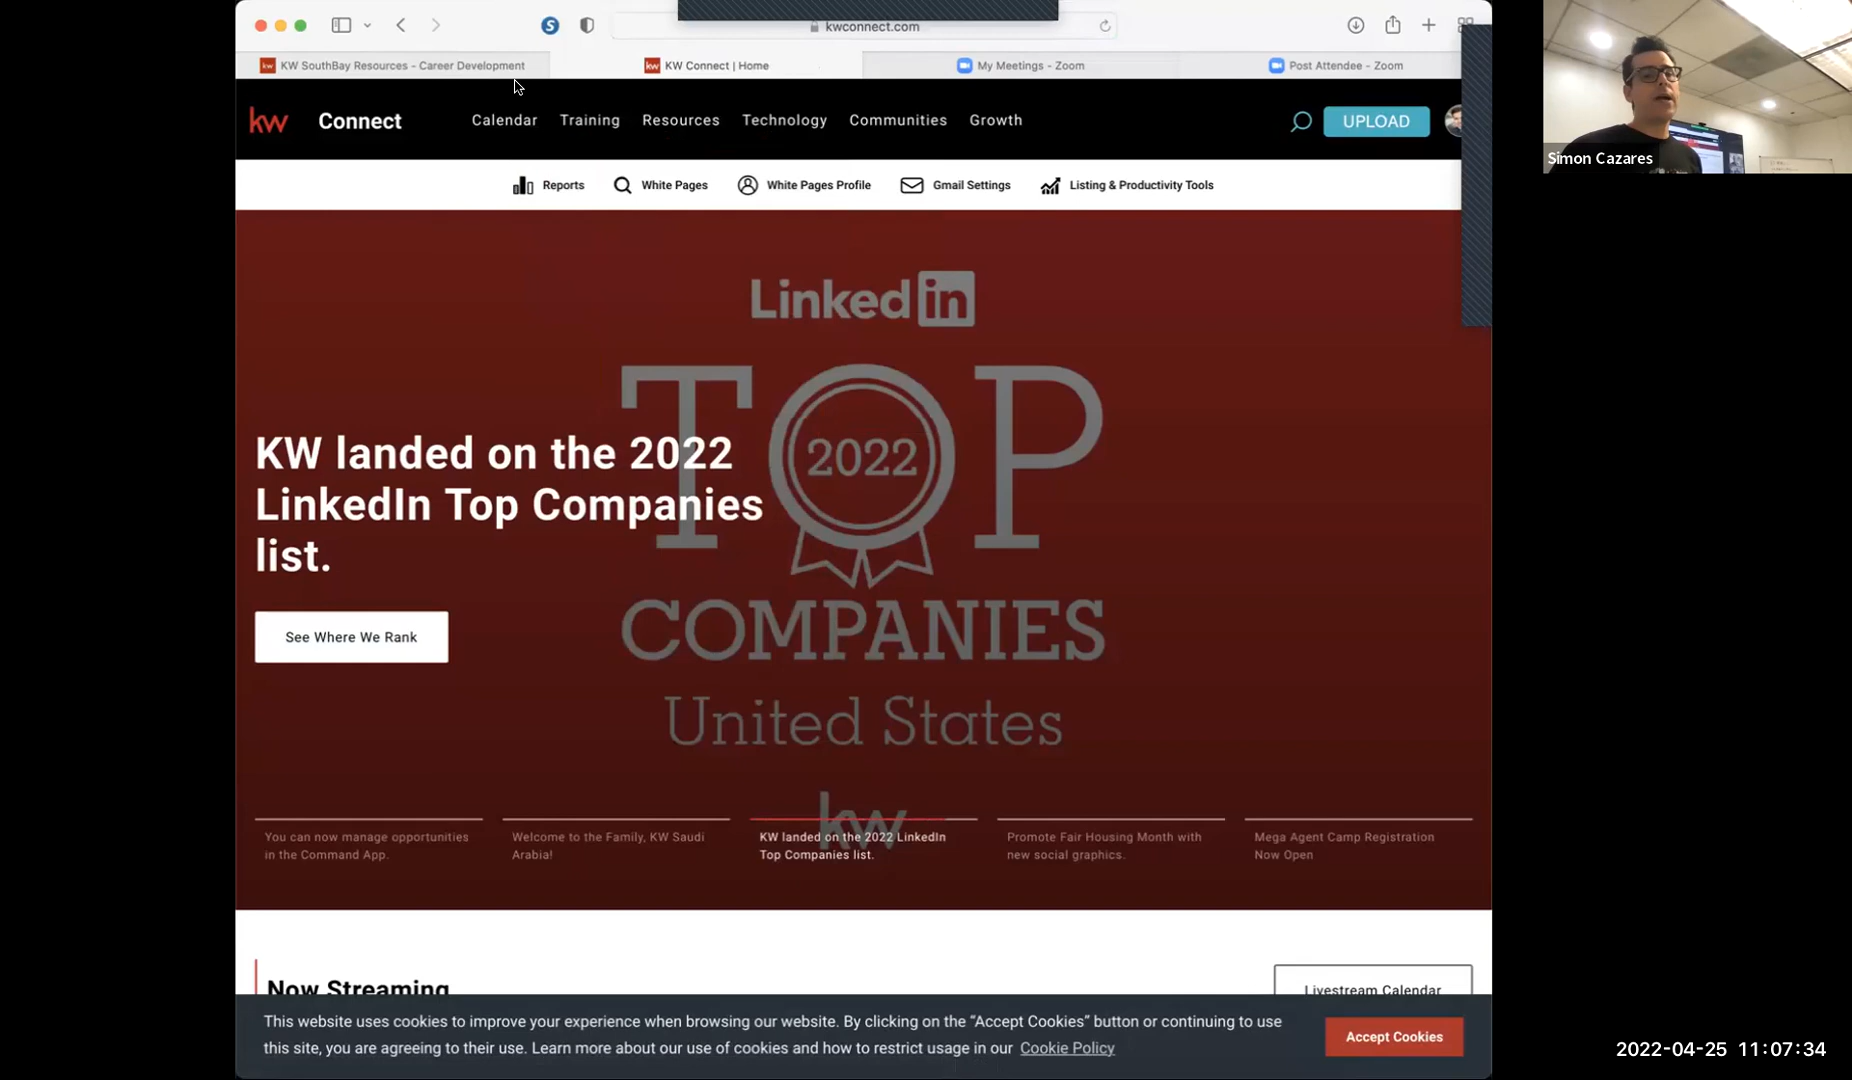 kwconnect.com
KW SouthBay Resources - Career Development
KW Connect | Home
My Meetings - Zoom
Post Attendee - Zoom
kw Connect
Calendar Training Resources Technology Communities Growth
UPLOAD
Reports White Pages White Pages Profile Gmail Settings Listing & Productivity Tools
Simon Cazares
Linkedin
TOP
2022
COMPANIES
United States
kw
KW landed on the 2022
LinkedIn Top Companies
list.
See Where We Rank
You can now manage opportunities
in the Command App.
Welcome to the Family, KW Saudi
Arabia!
KW landed on the 2022 LinkedIn
Top Companies list.
Promote Fair Housing Month with
new social graphics.
Mega Agent Camp Registration
Now Open
Now Streaming
Livestream Calendar
This website uses cookies to improve your experience when browsing our website. By clicking on the “Accept Cookies” button or continuing to use
this site, you are agreeing to their use. Learn more about our use of cookies and how to restrict usage in our Cookie Policy
Accept Cookies
2022-04-25 11:07:34